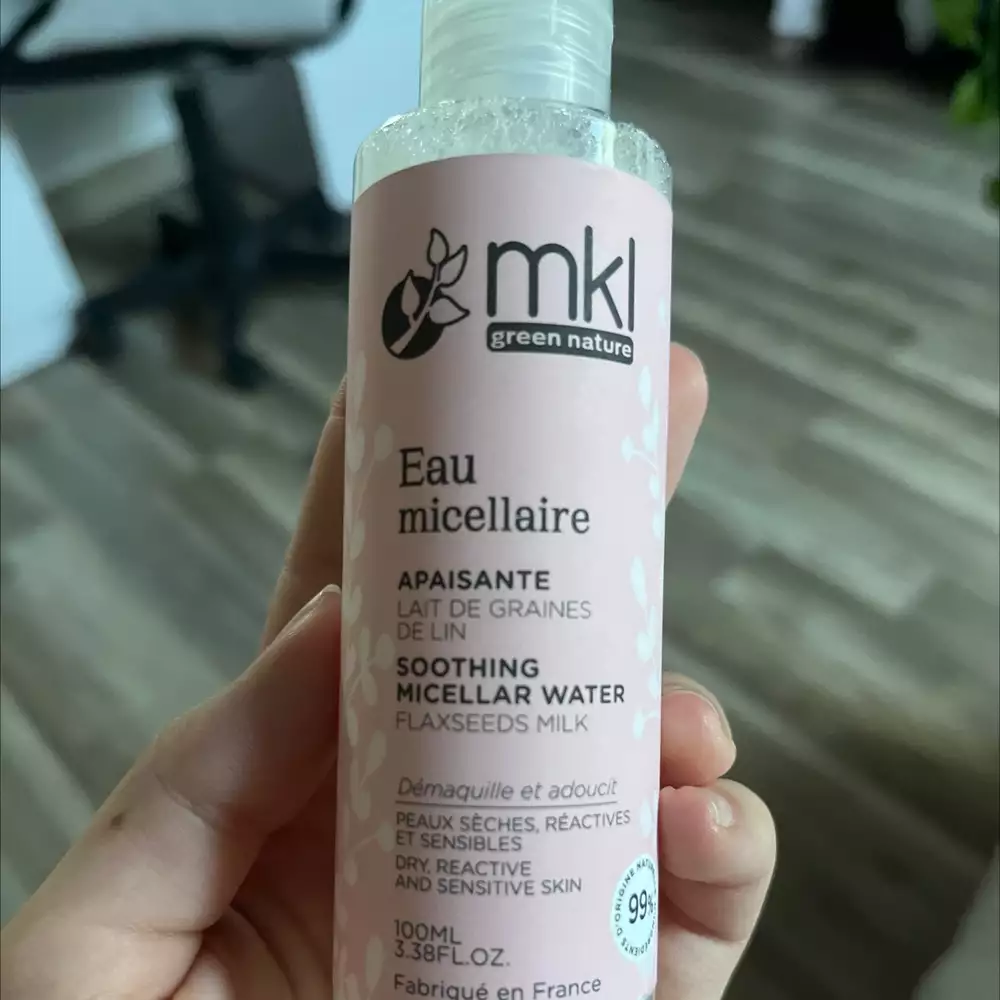 mkl
green nature
Eau
micellaire
APAISANTE
LAIT DE GRAINES
DE LIN
SOOTHING
MICELLAR WATER
FLAXSEEDS MILK
Démaquille et adoucit
PEAUX SÈCHES, RÉACTIVES
ET SENSIBLES
DRY, REACTIVE
AND SENSITIVE SKIN
99%
D'ORIGINE
100ML
3.38FL.OZ.
Fabriqué en France